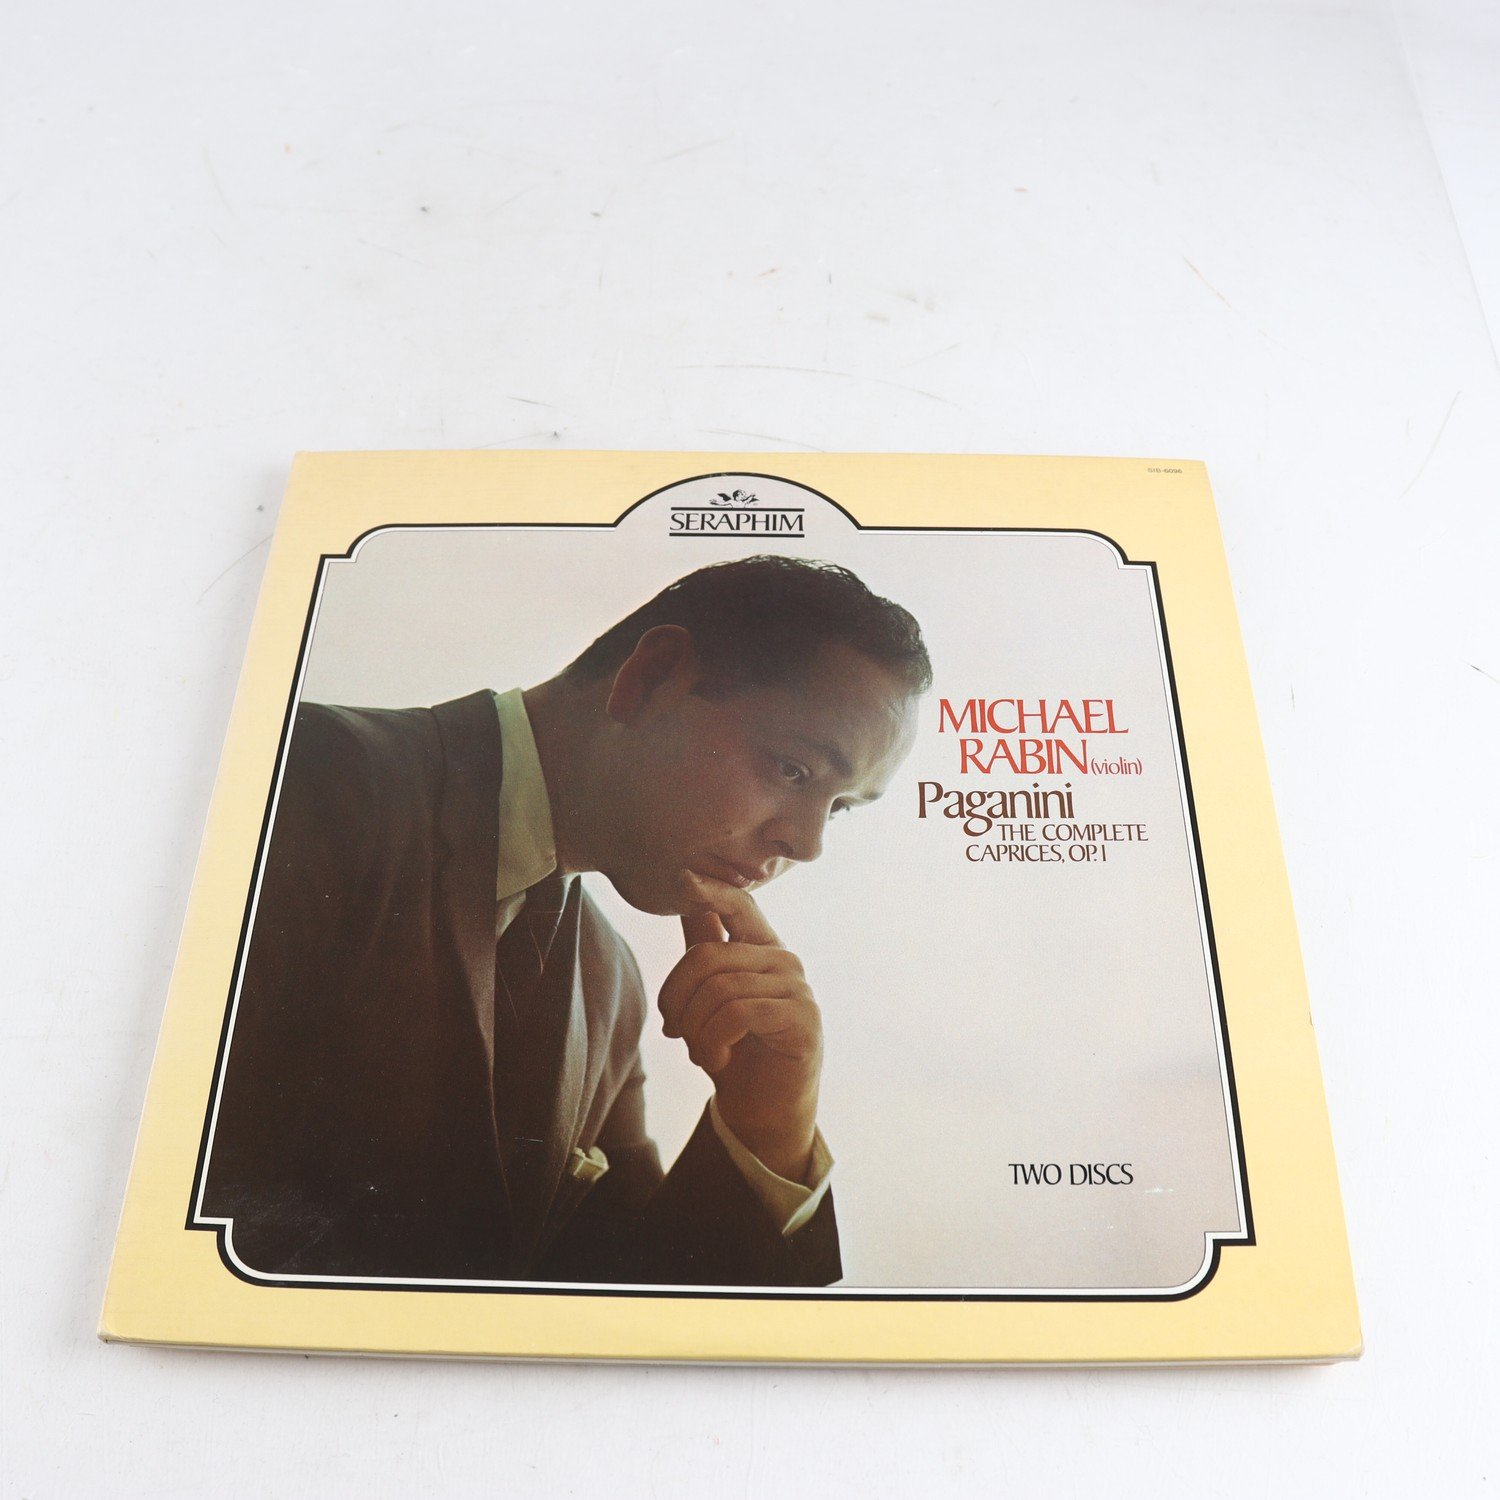 SIB-6096
SERAPHIM
MICHAEL
RABIN (violin)
Paganini
THE COMPLETE
CAPRICES, OP. 1
TWO DISCS